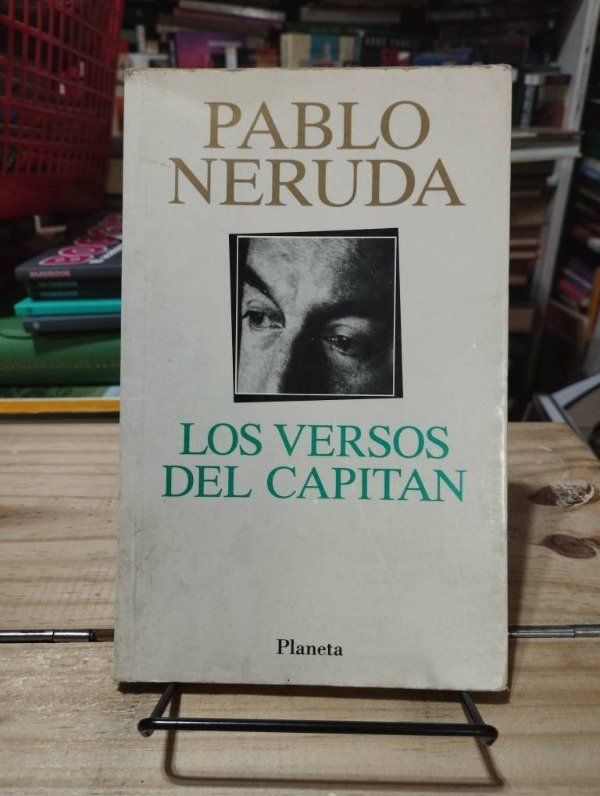 PABLO
NERUDA
LOS VERSOS
DEL CAPITAN
Planeta